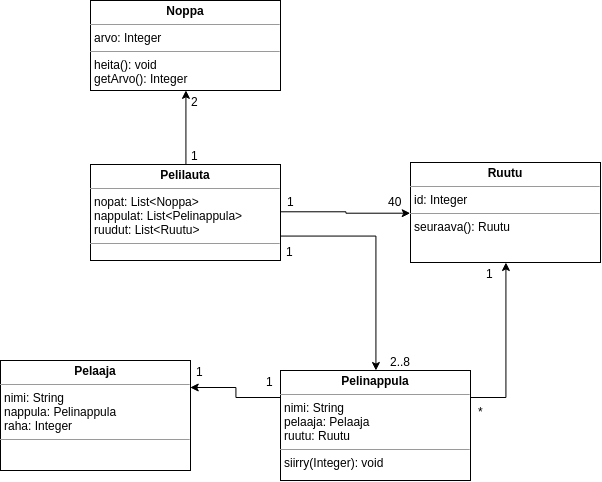 Noppa
arvo: Integer
heita(): void
getArvo(): Integer
2
1
Pelilauta
nopat: List<Noppa>
nappulat: List<Pelinappula>
ruudut: List<Ruutu>
1
40
1
Ruutu
id: Integer
seuraava(): Ruutu
1
2..8
Pelaaja
nimi: String
nappula: Pelinappula
raha: Integer
1
1
Pelinappula
nimi: String
pelaaja: Pelaaja
ruutu: Ruutu
siirry(Integer): void
*